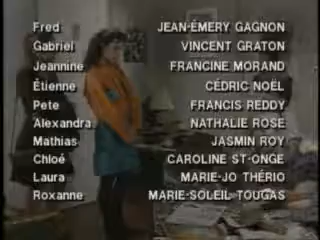 Fred JEAN-ÉMERY GAGNON
Gabriel VINCENT GRATON
Jeannine FRANCINE MORAND
Étienne CÉDRIC NOËL
Pete FRANCIS REDDY
Alexandra NATHALIE ROSE
Mathias JASMIN ROY
Chloé CAROLINE ST-ONGE
Laura MARIE-JO THÉRIO
Roxanne MARIE-SOLEIL TOUGAS